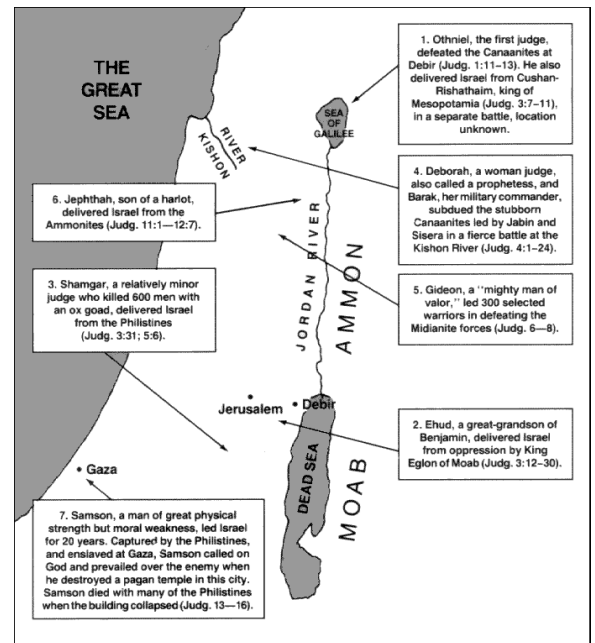 THE
GREAT
SEA
1. Othniel, the first judge,
defeated the Canaanites at
Debir (Judg. 1:11–13). He also
delivered Israel from Cushan-
Rishathaim, king of
Mesopotamia (Judg. 3:7–11),
in a separate battle, location
unknown.
SEA
OF
GALILEE
RIVER
KISHON
4. Deborah, a woman judge,
also called a prophetess, and
Barak, her military commander,
subdued the stubborn
Canaanites led by Jabin and
Sisera in a fierce battle at the
Kishon River (Judg. 4:1–24).
6. Jephthah, son of a harlot,
delivered Israel from the
Ammonites (Judg. 11:1—12:7).
JORDAN RIVER
AMMON
3. Shamgar, a relatively minor
judge who killed 600 men with
an ox goad, delivered Israel
from the Philistines
(Judg. 3:31; 5:6).
5. Gideon, a "mighty man of
valor," led 300 selected
warriors in defeating the
Midianite forces (Judg. 6—8).
Jerusalem
Debir
2. Ehud, a great-grandson of
Benjamin, delivered Israel
from oppression by King
Eglon of Moab (Judg. 3:12–30).
DEAD SEA
MOAB
Gaza
7. Samson, a man of great physical
strength but moral weakness, led Israel
for 20 years. Captured by the Philistines,
and enslaved at Gaza, Samson called on
God and prevailed over the enemy when
he destroyed a pagan temple in this city.
Samson died with many of the Philistines
when the building collapsed (Judg. 13—16).